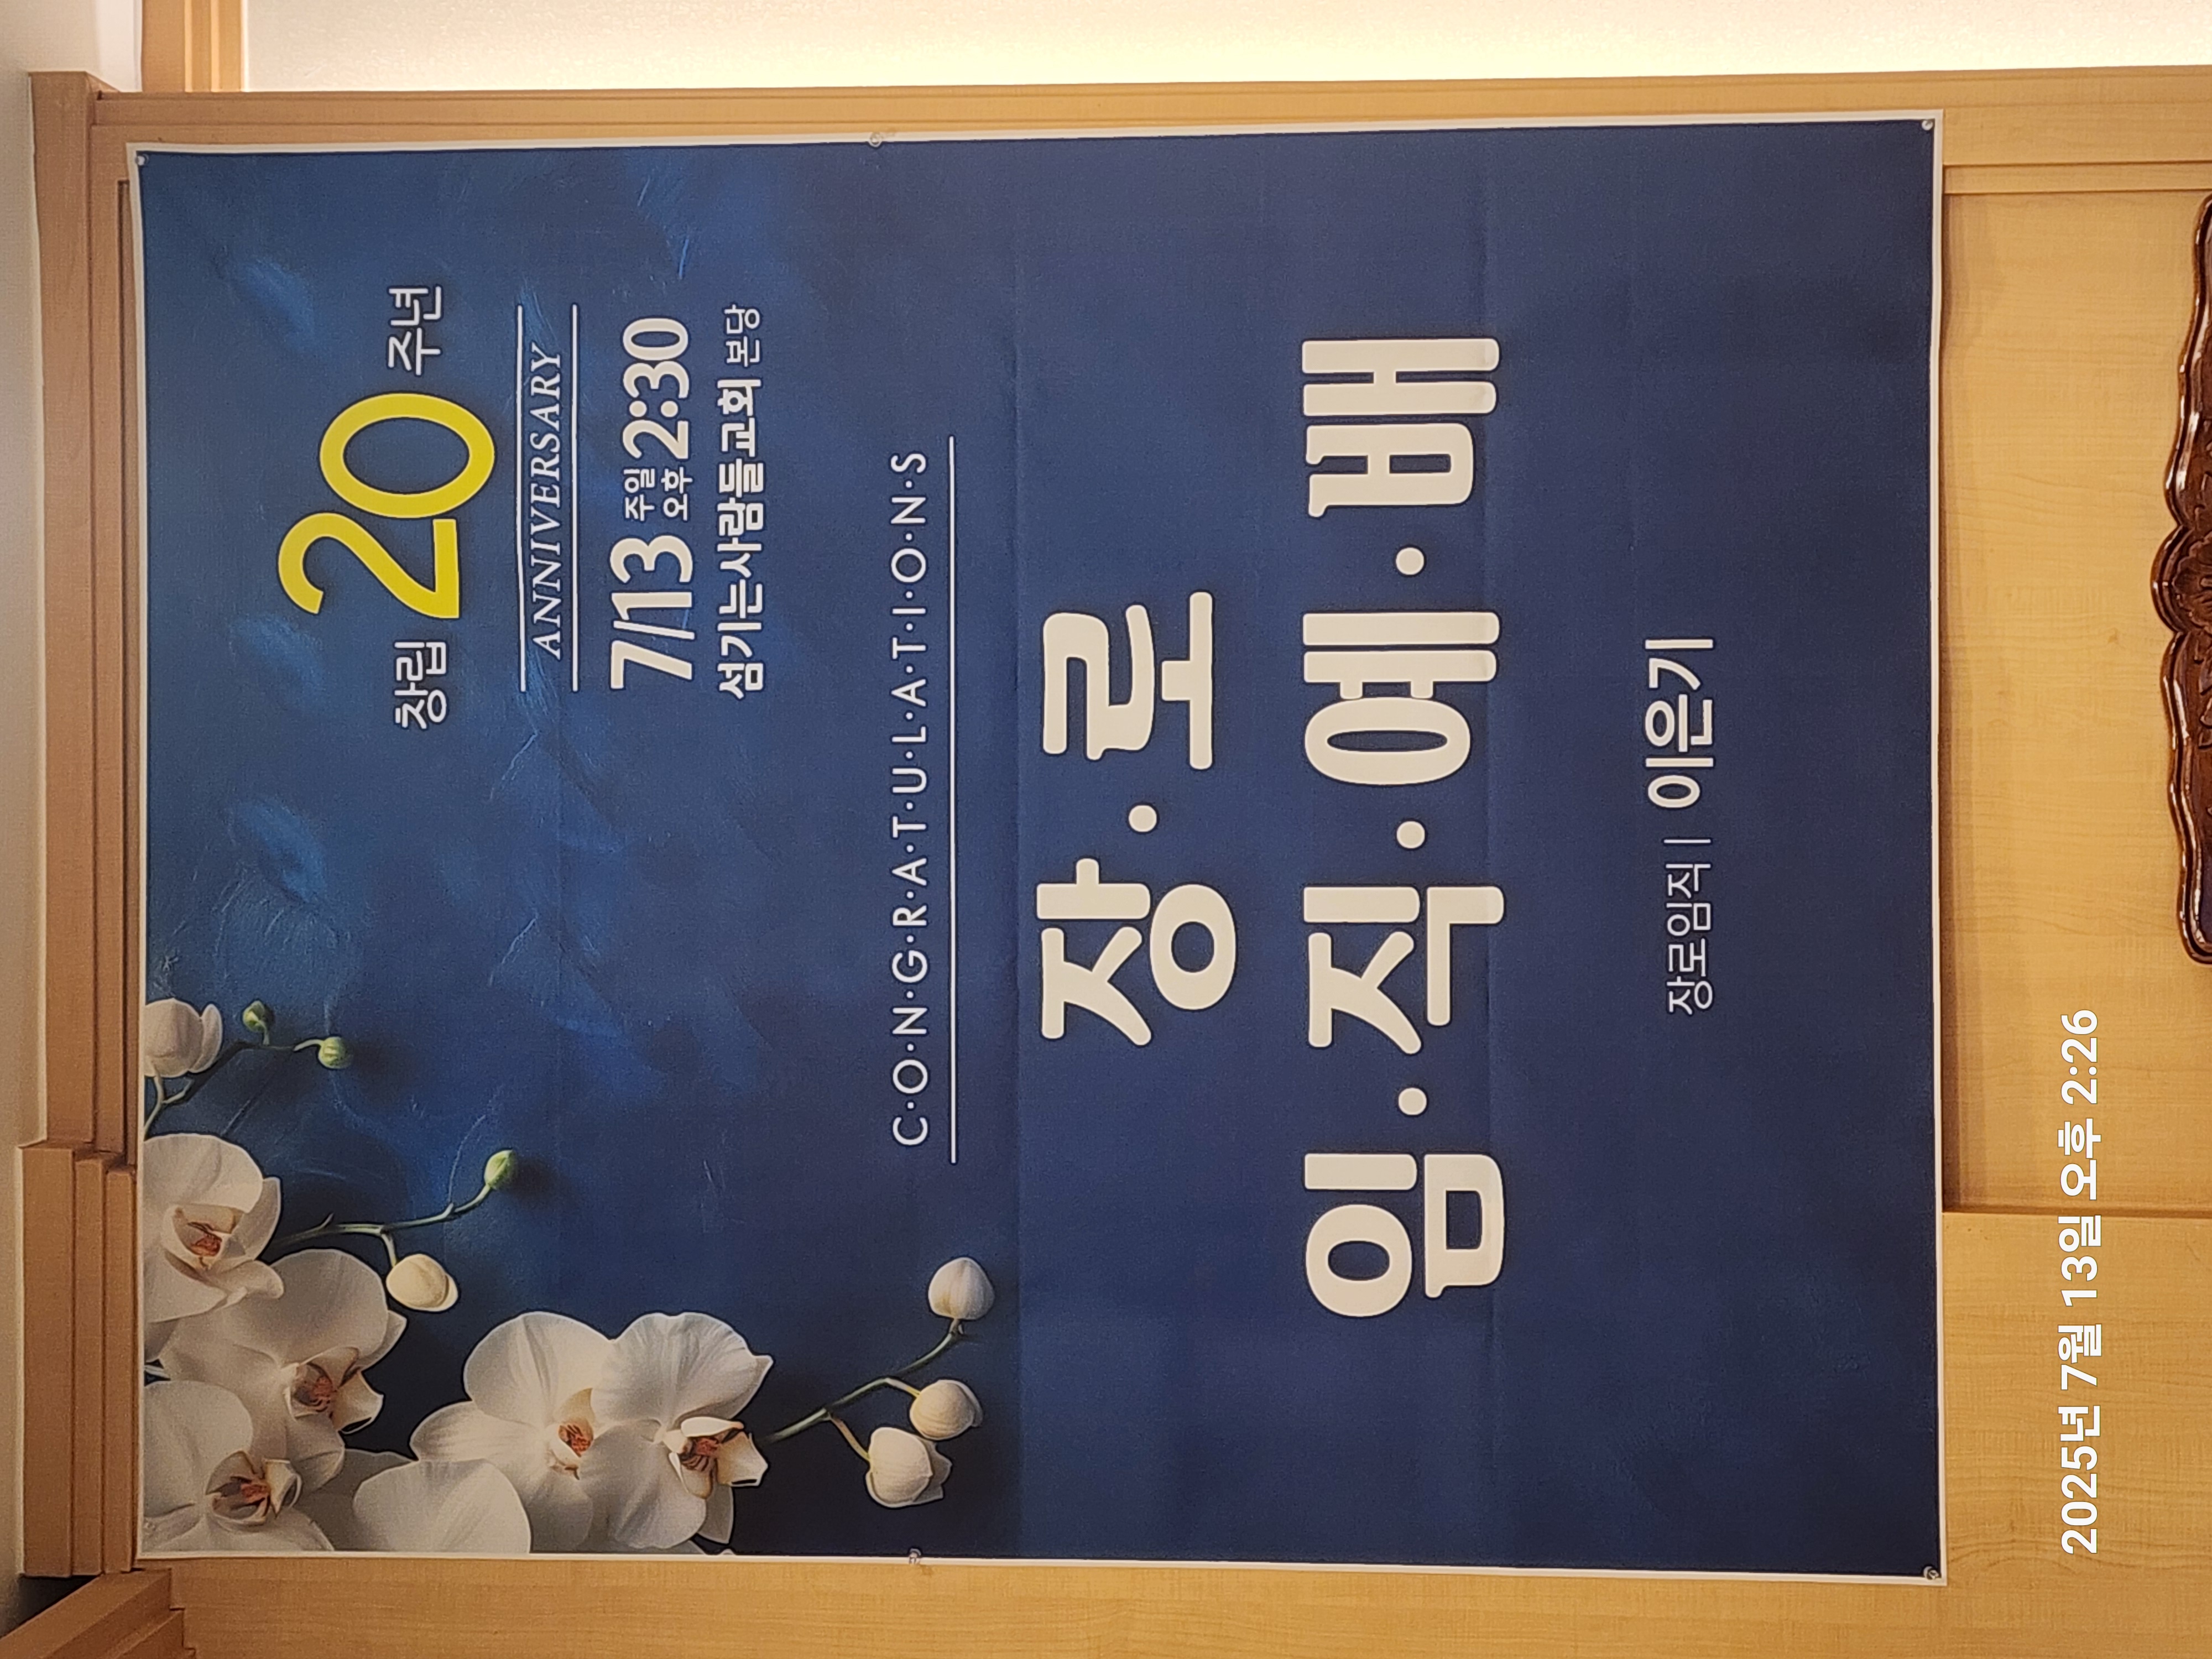 창립 20 주년
ANNIVERSARY
7/13 주일 오후 2:30
섬기는사람들교회 본당
C·O·N·G·R·A·T·U·L·A·T·I·O·N·S
장·로
임·직·예·배
장로임직 | 이은기
2025년 7월 13일 오후 2:26